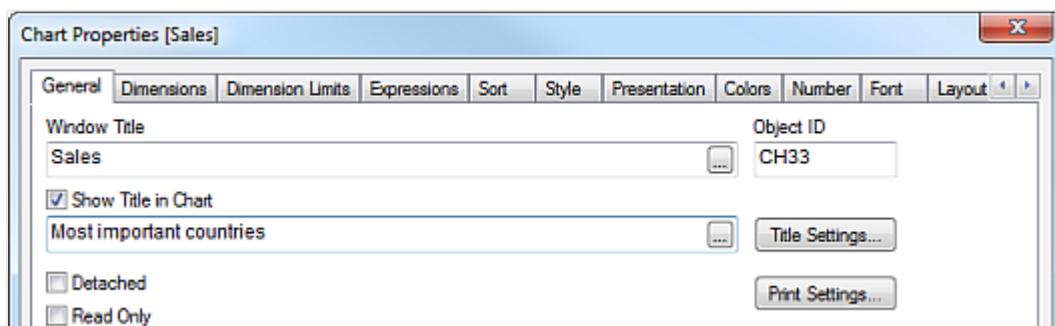 Chart Properties [Sales]
General Dimensions Dimension Limits Expressions Sort Style Presentation Colors Number Font Layout
Window Title Object ID
Sales ... CH33
Show Title in Chart
Most important countries ... Title Settings...
Detached
Print Settings...
Read Only